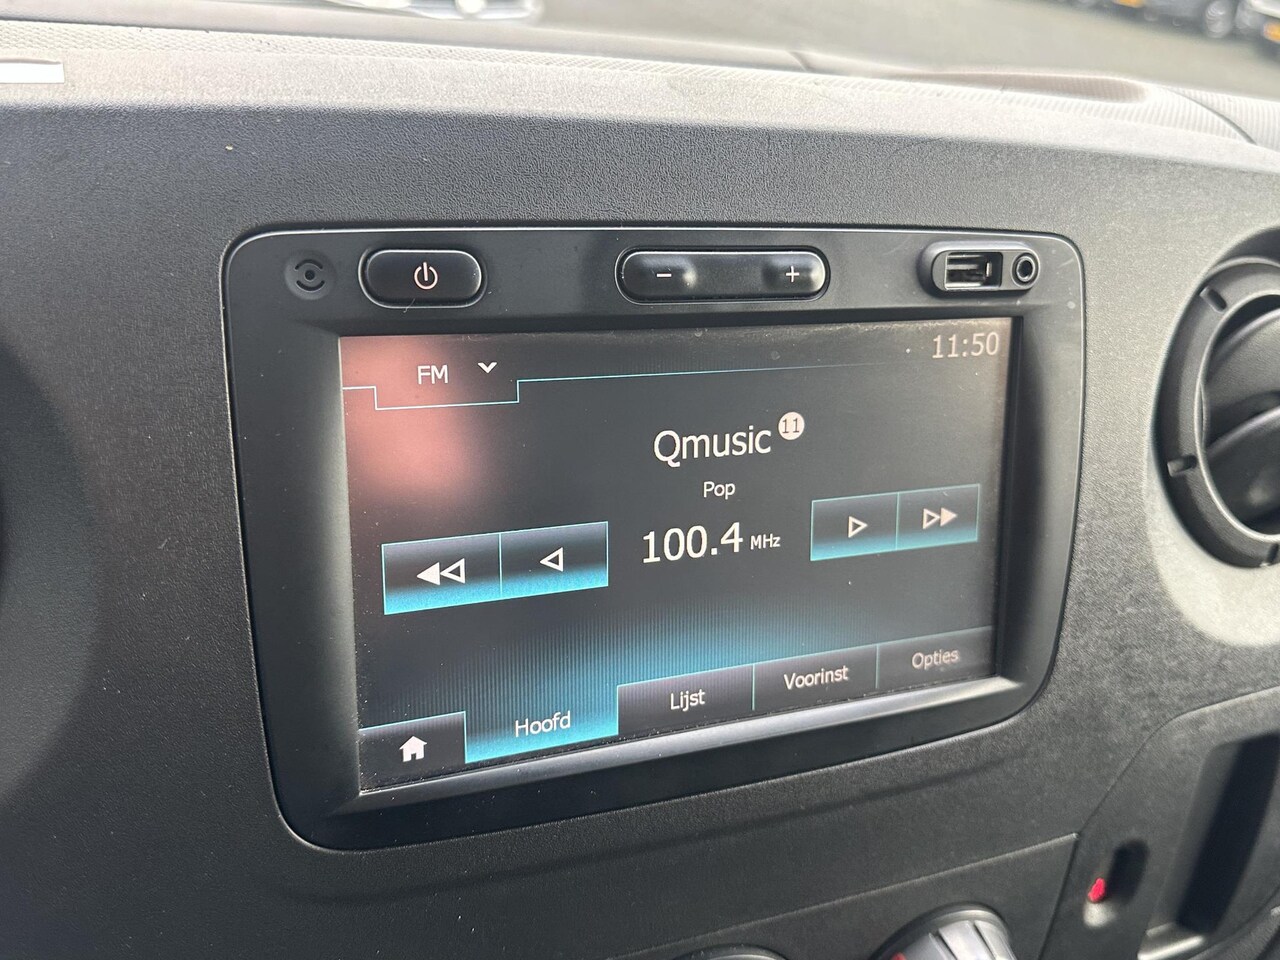 11:50
FM
Qmusic 11
Pop
100.4 MHz
Hoofd
Lijst
Voorinst
Opties